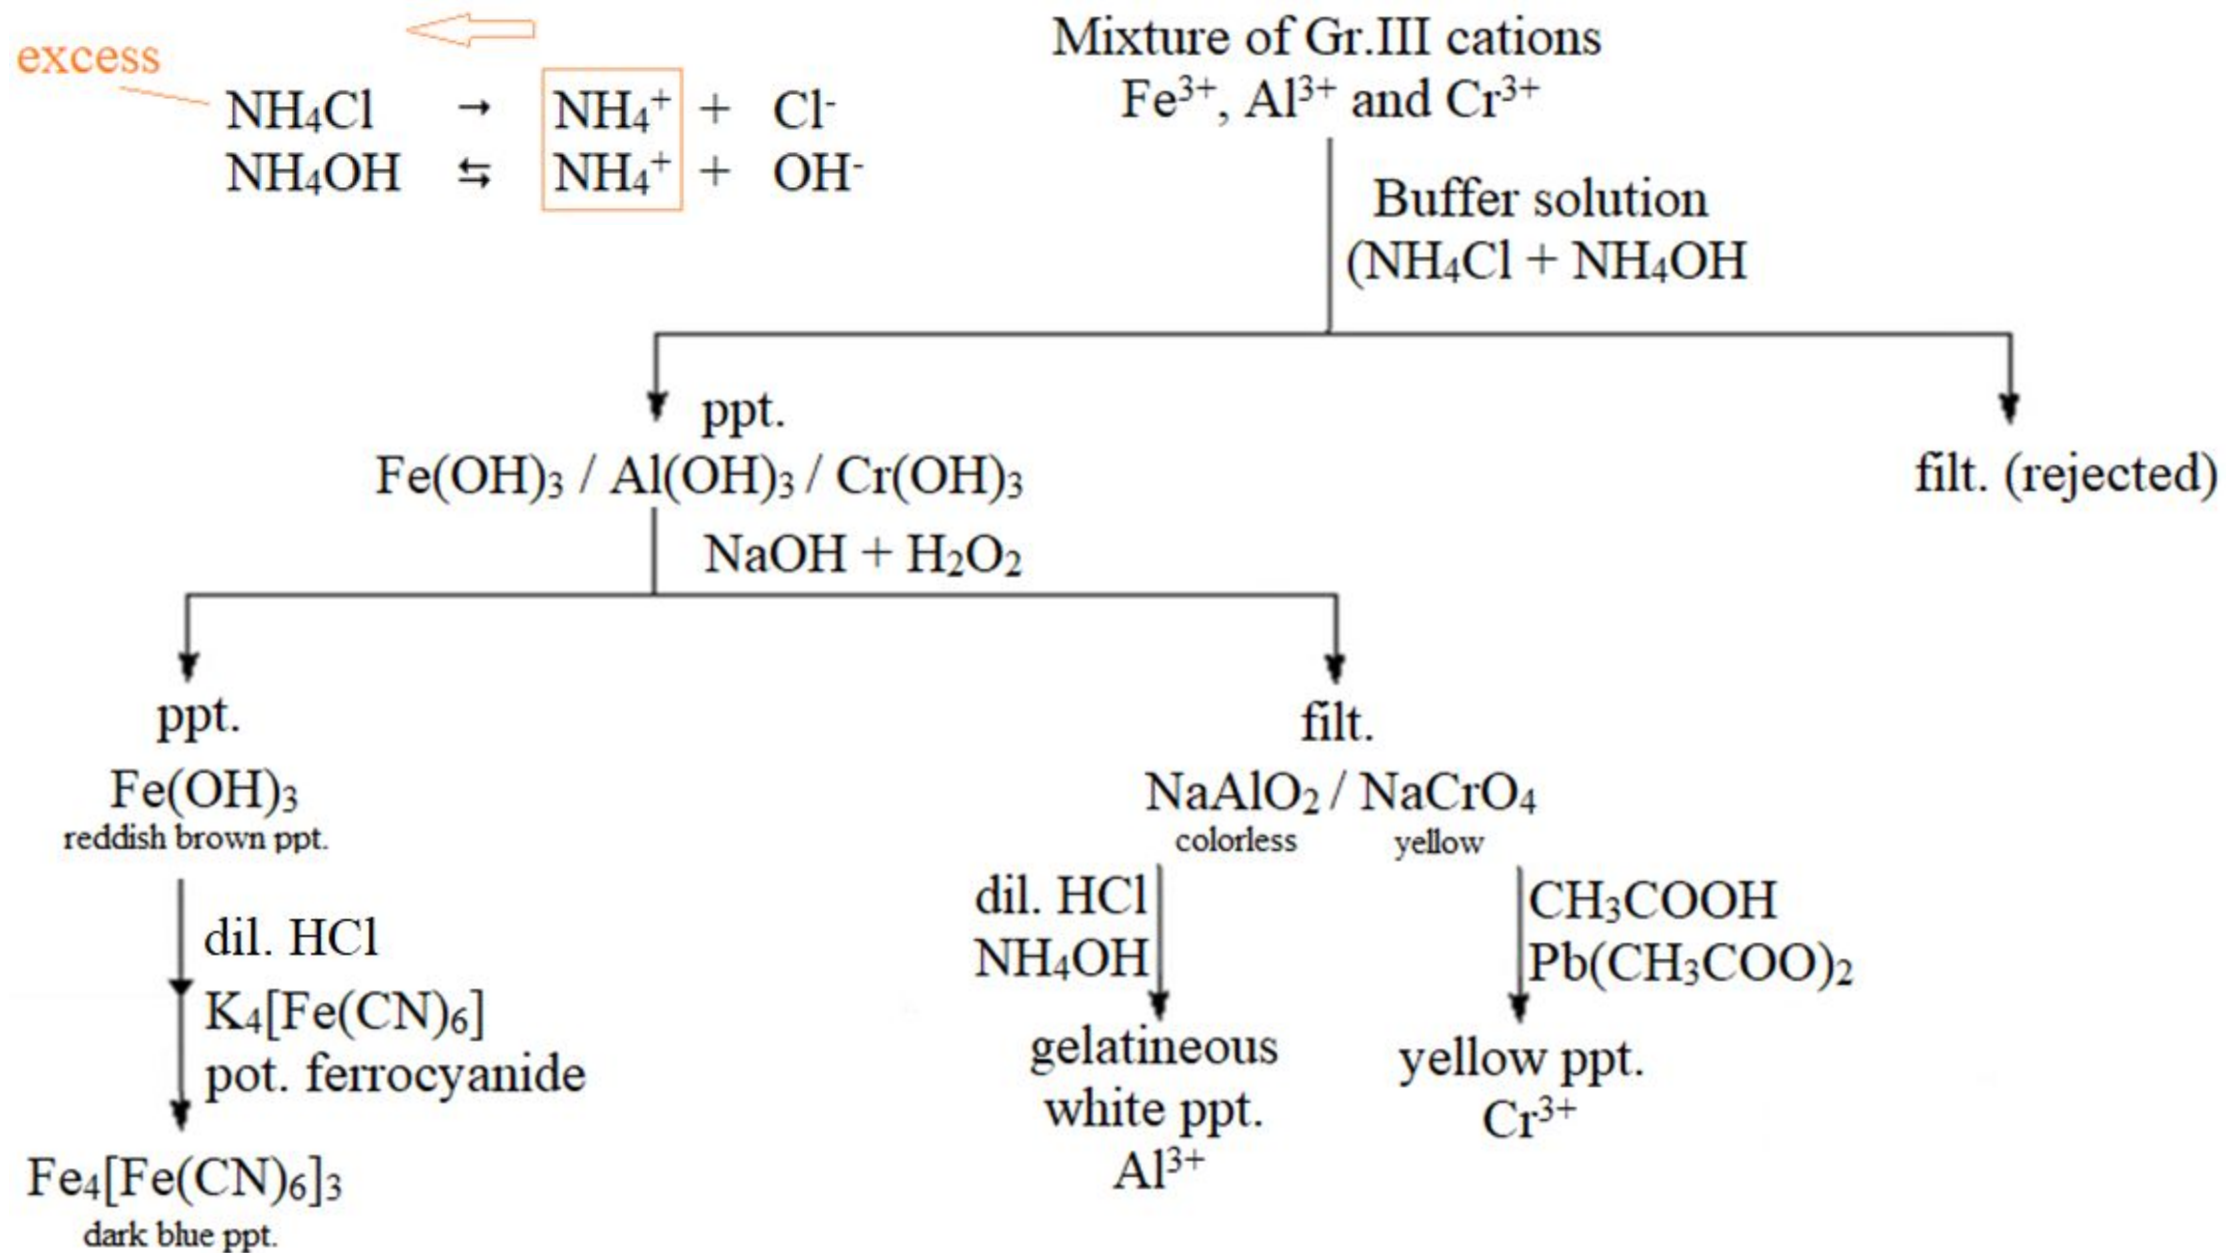 excess
NH₄Cl → NH₄⁺ + Cl⁻
NH₄OH ⇆ NH₄⁺ + OH⁻
Mixture of Gr.III cations
Fe³⁺, Al³⁺ and Cr³⁺
Buffer solution
(NH₄Cl + NH₄OH
ppt.
Fe(OH)₃ / Al(OH)₃ / Cr(OH)₃
filt. (rejected)
NaOH + H₂O₂
ppt.
Fe(OH)₃
reddish brown ppt.
dil. HCl
K₄[Fe(CN)₆]
pot. ferrocyanide
Fe₄[Fe(CN)₆]₃
dark blue ppt.
filt.
NaAlO₂ / NaCrO₄
colorless yellow
dil. HCl
NH₄OH
gelatineous
white ppt.
Al³⁺
CH₃COOH
Pb(CH₃COO)₂
yellow ppt.
Cr³⁺